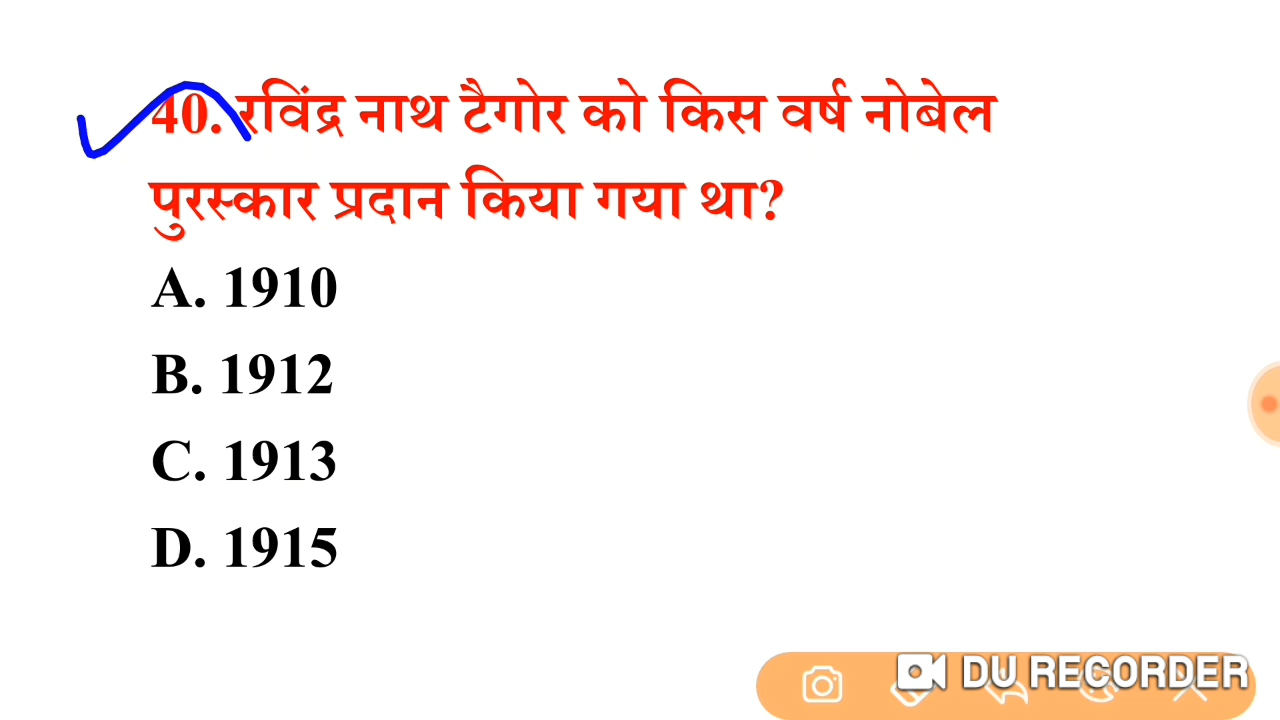 40. रविंद्र नाथ टैगोर को किस वर्ष नोबेल
पुरस्कार प्रदान किया गया था?
A. 1910
B. 1912
C. 1913
D. 1915
DU RECORDER